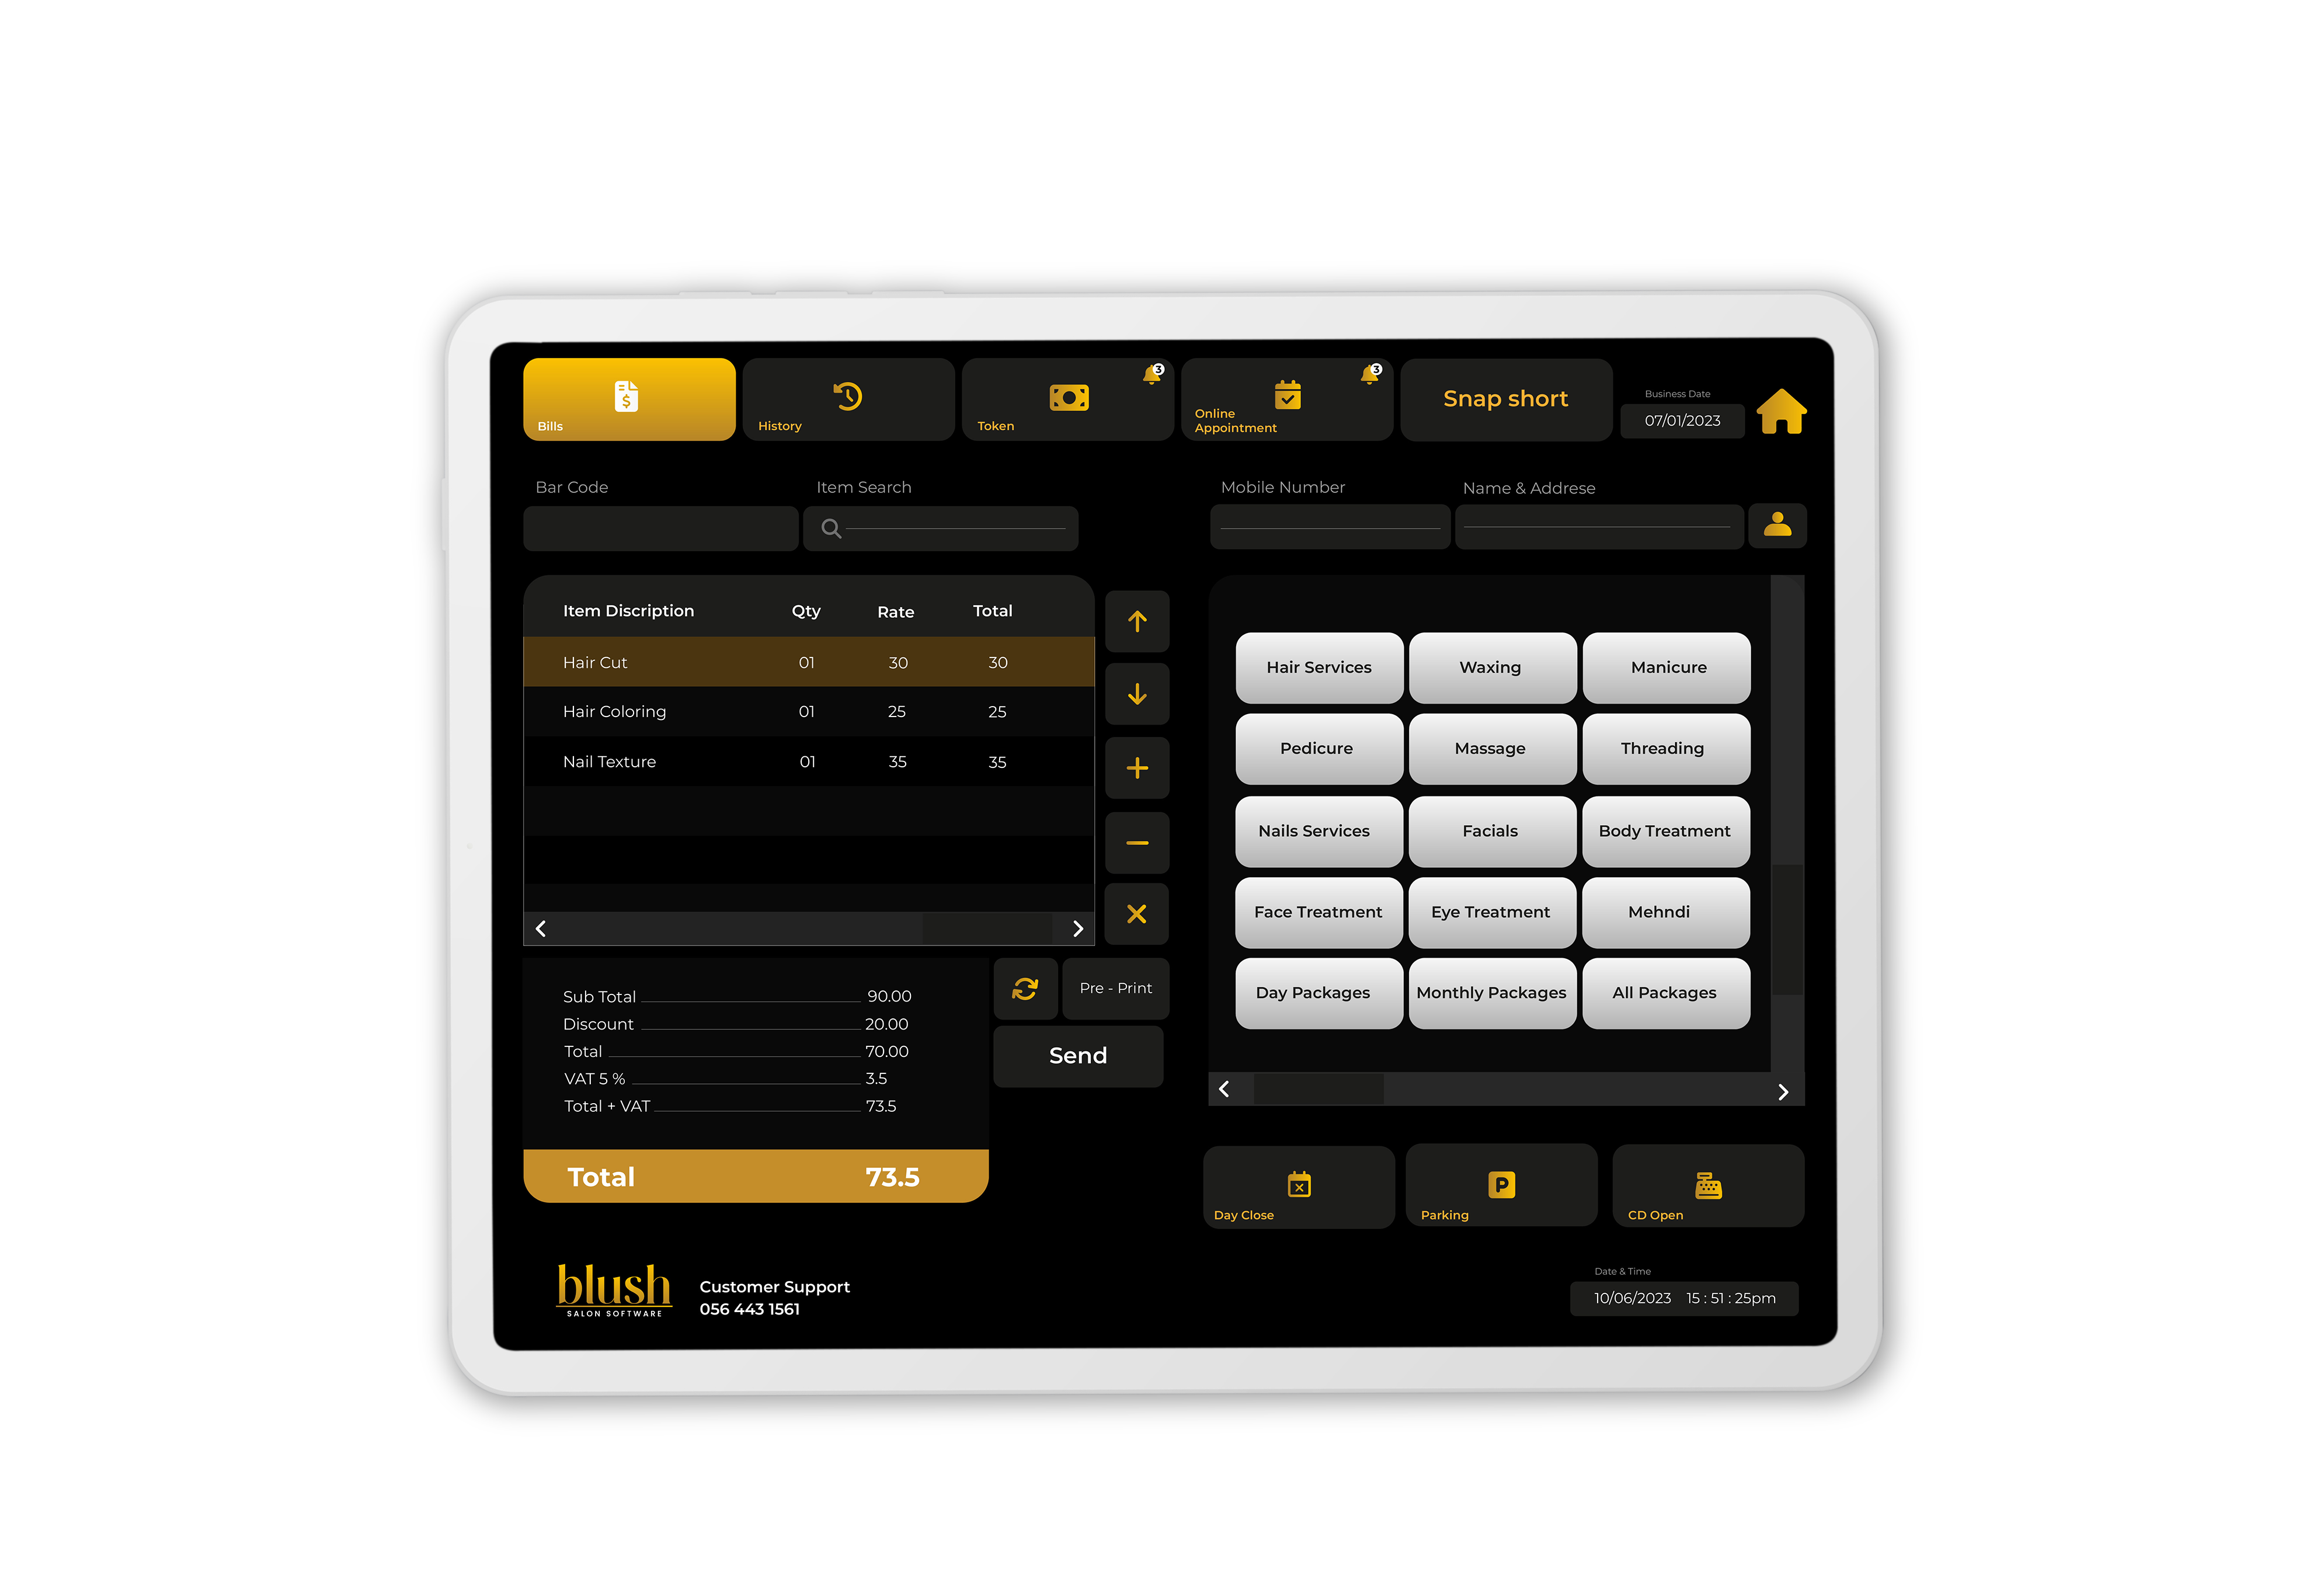 Bills
History
Token
3
Online
Appointment
3
Snap short
Business Date
07/01/2023
Bar Code
Item Search
Mobile Number
Name & Addrese
Item Discription Qty Rate Total
Hair Cut 01 30 30
Hair Coloring 01 25 25
Nail Texture 01 35 35
Sub Total 90.00
Discount 20.00
Total 70.00
VAT 5 % 3.5
Total + VAT 73.5
Total 73.5
Pre - Print
Send
Hair Services Waxing Manicure
Pedicure Massage Threading
Nails Services Facials Body Treatment
Face Treatment Eye Treatment Mehndi
Day Packages Monthly Packages All Packages
Day Close
P
Parking
CD Open
blush
SALON SOFTWARE
Customer Support
056 443 1561
Date & Time
10/06/2023 15 : 51 : 25pm